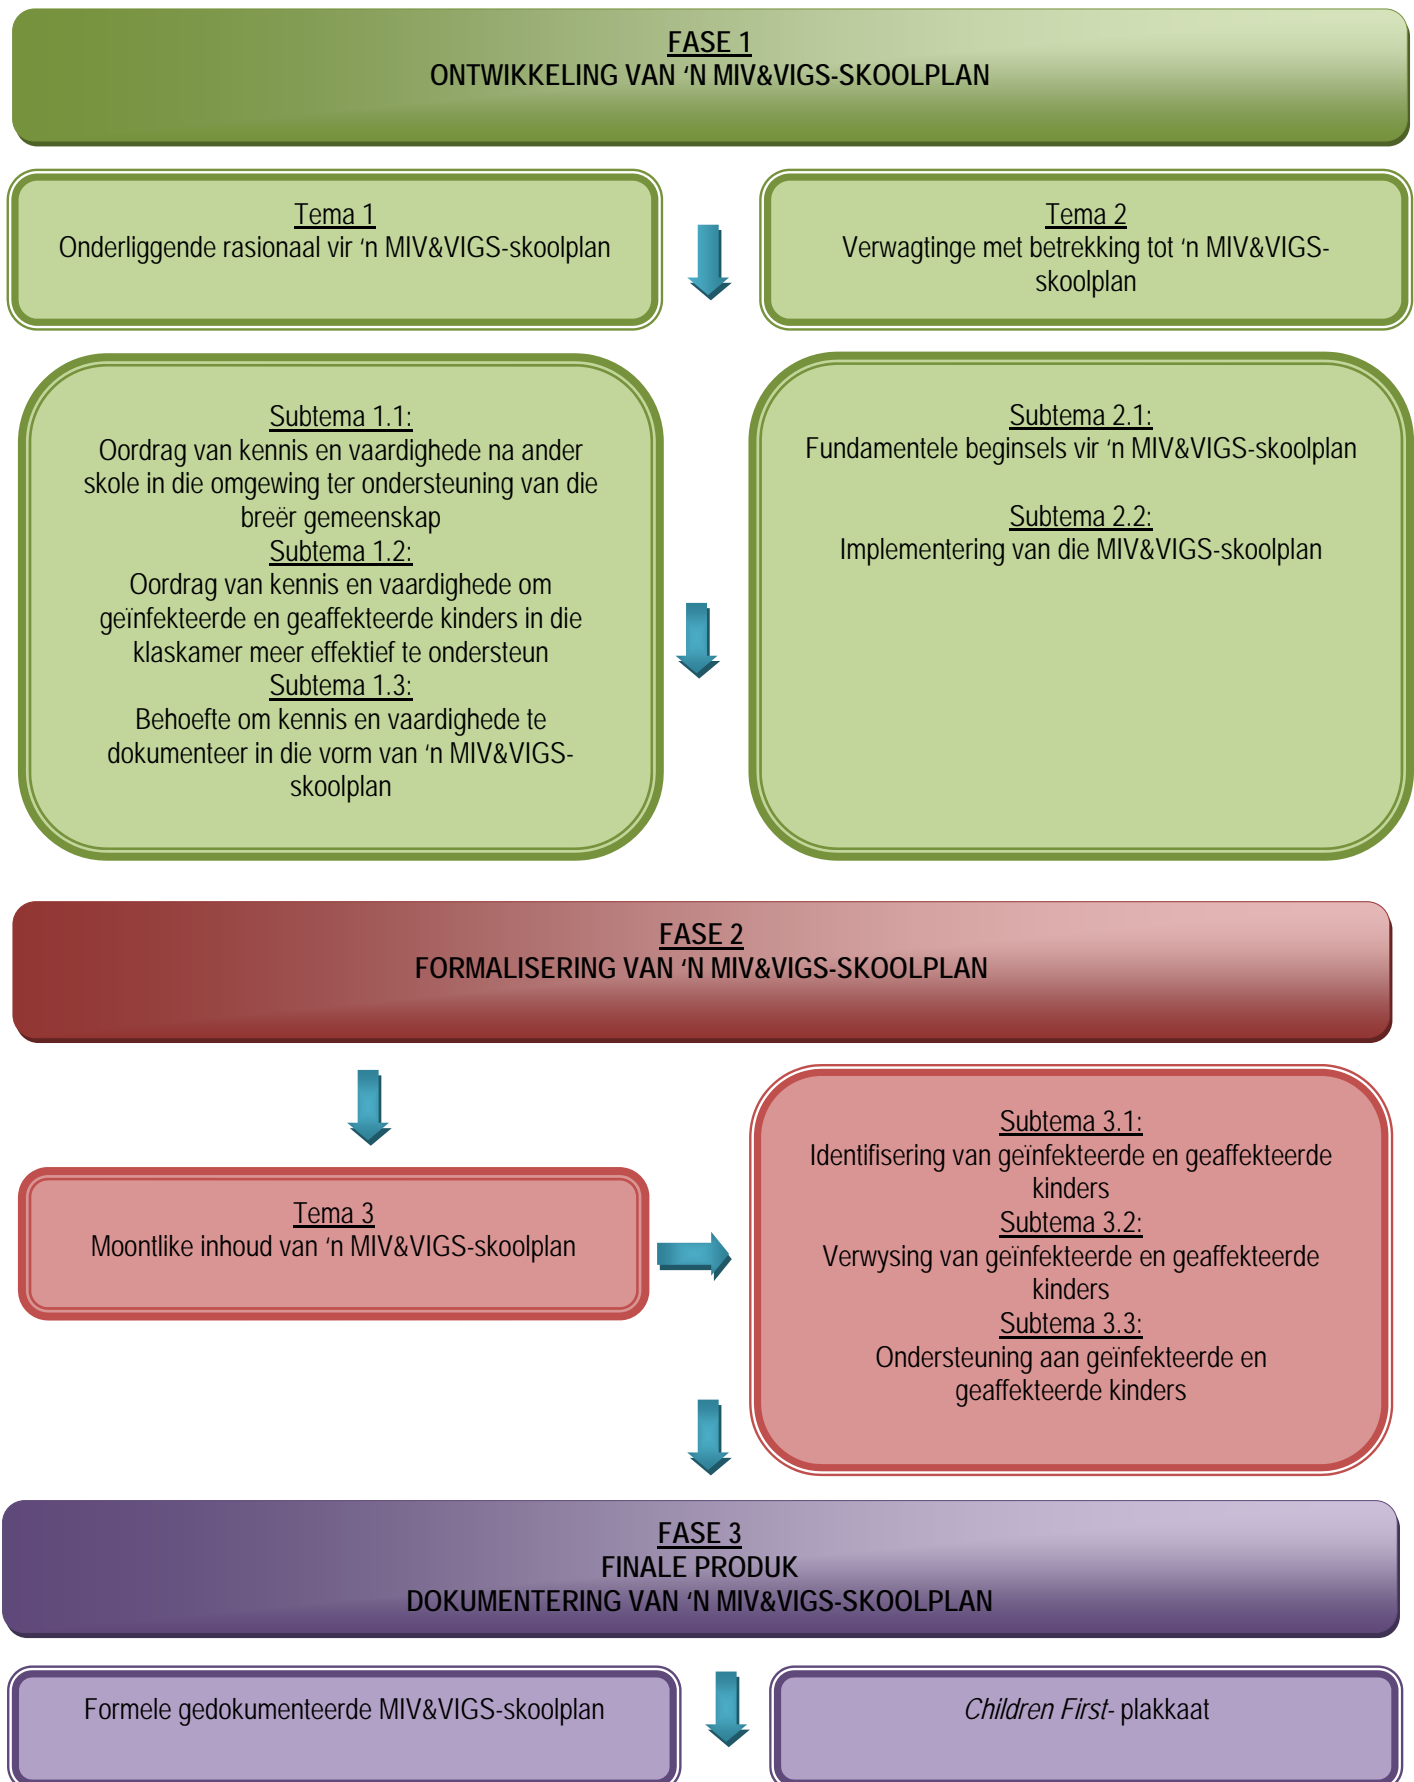 FASE 1
ONTWIKKELING VAN ‘N MIV&VIGS-SKOOLPLAN
Tema 1
Onderliggende rasionaal vir ‘n MIV&VIGS-skoolplan
Tema 2
Verwagtinge met betrekking tot ‘n MIV&VIGS-
skoolplan
Subtema 1.1:
Oordrag van kennis en vaardighede na ander
skole in die omgewing ter ondersteuning van die
breër gemeenskap
Subtema 1.2:
Oordrag van kennis en vaardighede om
geïnfekteerde en geaffekteerde kinders in die
klaskamer meer effektief te ondersteun
Subtema 1.3:
Behoefte om kennis en vaardighede te
dokumenteer in die vorm van ‘n MIV&VIGS-
skoolplan
Subtema 2.1:
Fundamentele beginsels vir ‘n MIV&VIGS-skoolplan
Subtema 2.2:
Implementering van die MIV&VIGS-skoolplan
FASE 2
FORMALISERING VAN ‘N MIV&VIGS-SKOOLPLAN
Tema 3
Moontlike inhoud van ‘n MIV&VIGS-skoolplan
Subtema 3.1:
Identifisering van geïnfekteerde en geaffekteerde
kinders
Subtema 3.2:
Verwysing van geïnfekteerde en geaffekteerde
kinders
Subtema 3.3:
Ondersteuning aan geïnfekteerde en
geaffekteerde kinders
FASE 3
FINALE PRODUK
DOKUMENTERING VAN ‘N MIV&VIGS-SKOOLPLAN
Formele gedokumenteerde MIV&VIGS-skoolplan
Children First- plakkaat